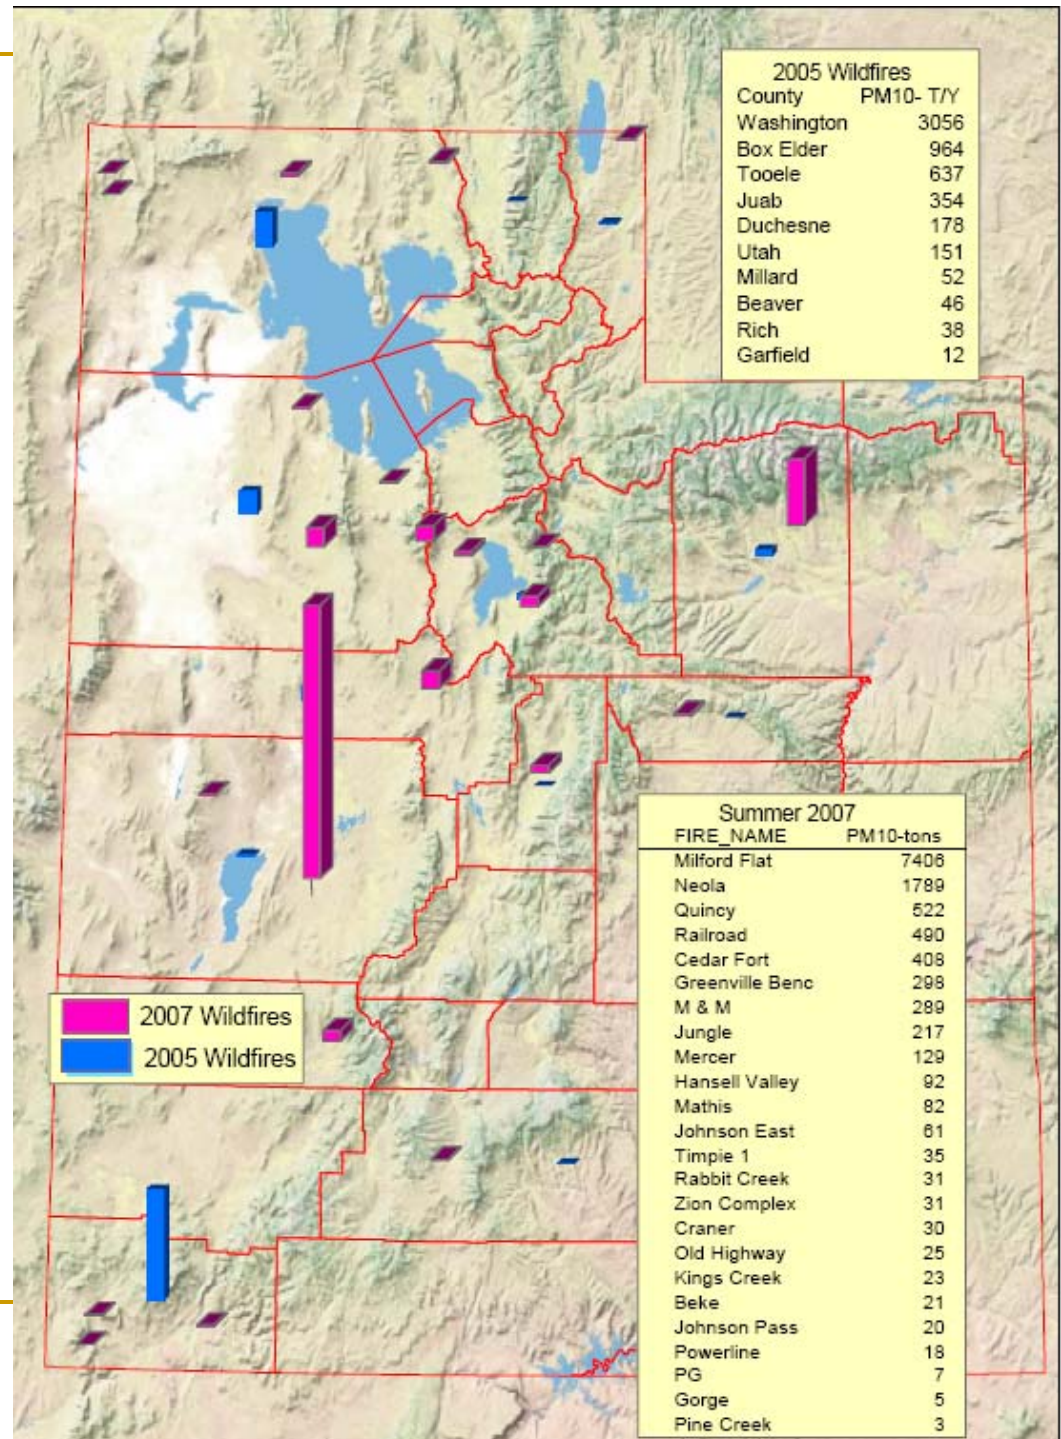 2005 Wildfires
County PM10- T/Y
Washington 3056
Box Elder 964
Tooele 637
Juab 354
Duchesne 178
Utah 151
Millard 52
Beaver 46
Rich 38
Garfield 12
Summer 2007
FIRE_NAME PM10-tons
Milford Flat 7406
Neola 1789
Quincy 522
Railroad 490
Cedar Fort 408
Greenville Benc 298
M & M 289
Jungle 217
Mercer 129
Hansell Valley 92
Mathis 82
Johnson East 61
Timpie 1 35
Rabbit Creek 31
Zion Complex 31
Craner 30
Old Highway 25
Kings Creek 23
Beke 21
Johnson Pass 20
Powerline 18
PG 7
Gorge 5
Pine Creek 3
2007 Wildfires
2005 Wildfires